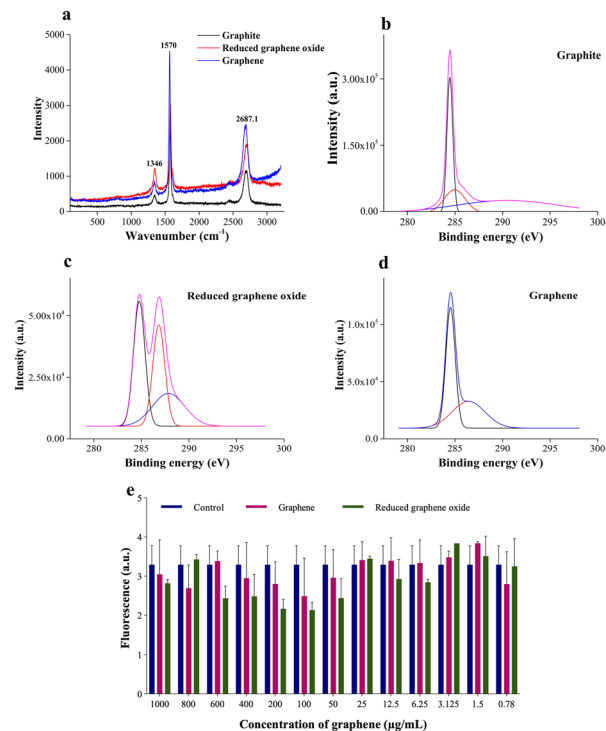 a
Graphite
Reduced graphene oxide
Graphene
1570
1346
2687.1
Intensity
5000
4000
3000
2000
1000
0
500 1000 1500 2000 2500 3000
Wavenumber (cm⁻¹)
b
Graphite
Intensity (a.u.)
3.00x10⁵
1.50x10⁵
0.00
280 285 290 295 300
Binding energy (eV)
c
Reduced graphene oxide
Intensity (a.u.)
5.00x10⁴
2.50x10⁴
0.00
280 285 290 295 300
Binding energy (eV)
d
Graphene
Intensity (a.u.)
1.0x10⁵
5.0x10⁴
0.0
280 285 290 295 300
Binding energy (eV)
e
Control Graphene Reduced graphene oxide
Fluorescence (a.u.)
5
4
3
2
1
0
1000 800 600 400 200 100 50 25 12.5 6.25 3.125 1.5 0.78
Concentration of graphene (µg/mL)